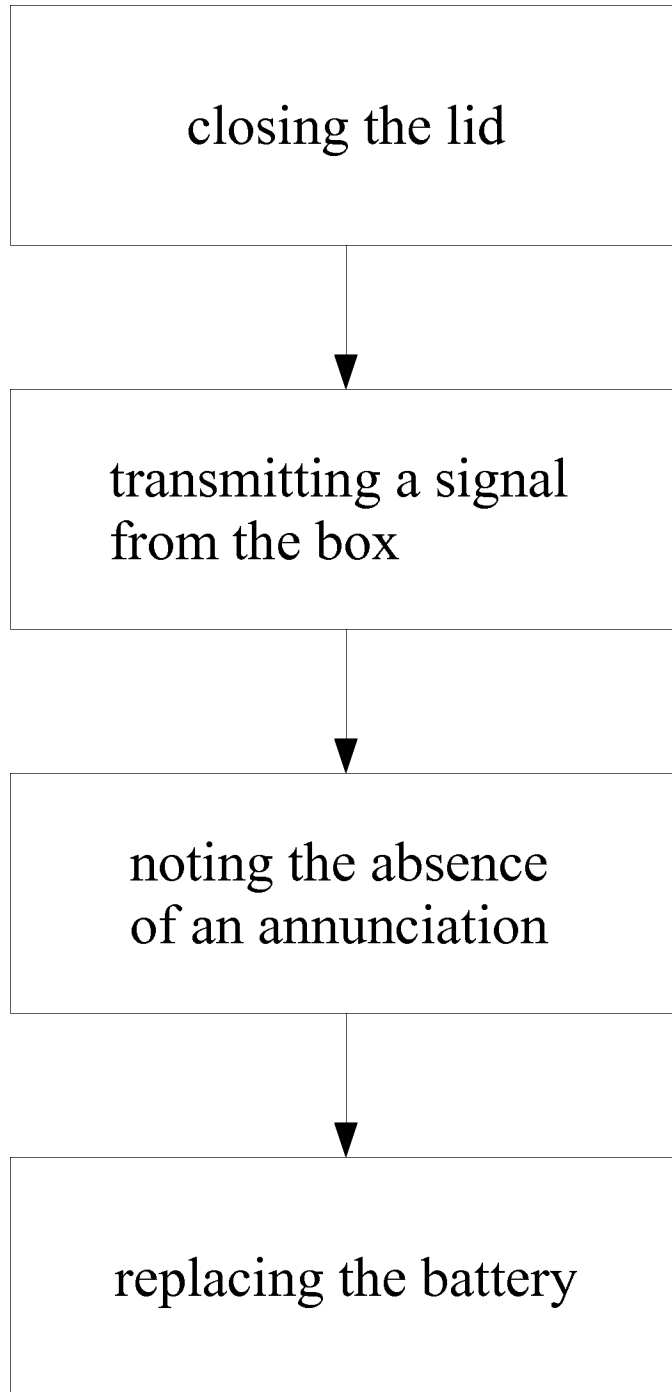 closing the lid
transmitting a signal
from the box
noting the absence
of an annunciation
replacing the battery